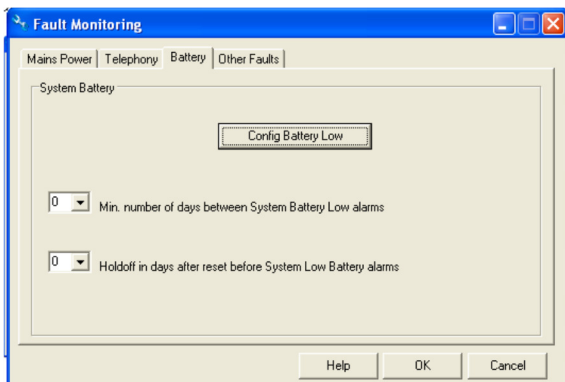 Fault Monitoring
Mains Power Telephony Battery Other Faults
System Battery
Config Battery Low
0 Min. number of days between System Battery Low alarms
0 Holdoff in days after reset before System Low Battery alarms
Help OK Cancel